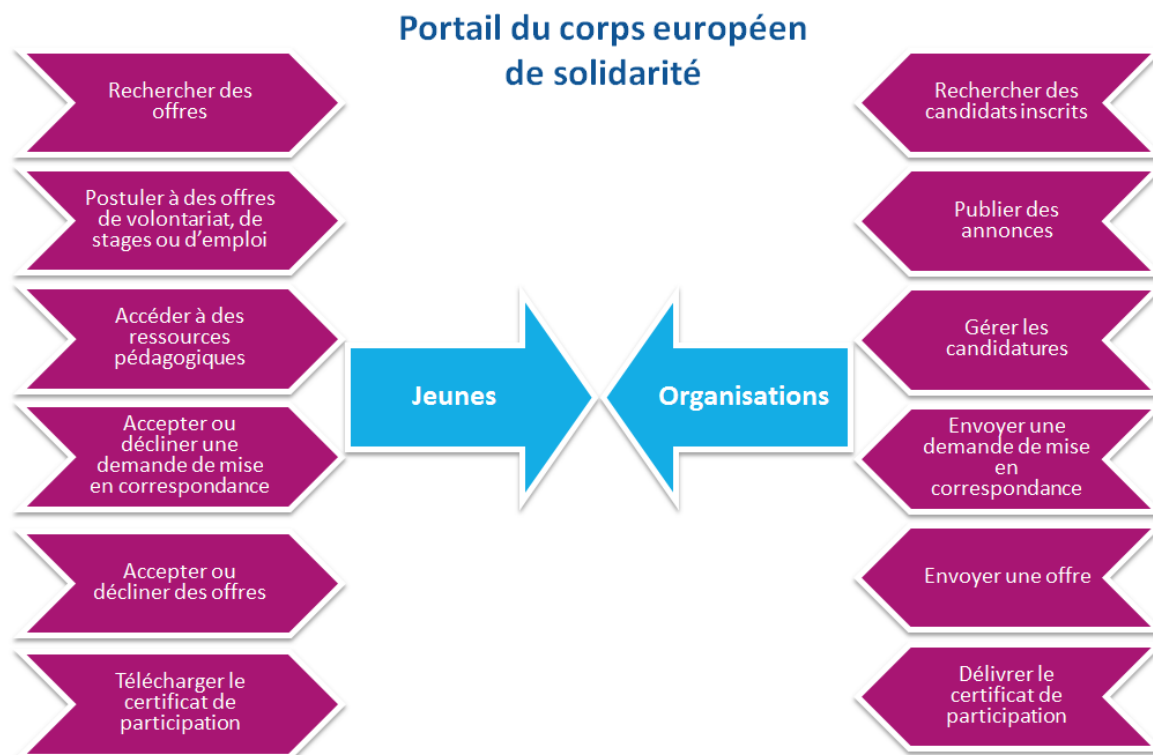 Portail du corps européen
de solidarité
Rechercher des
offres
Postuler à des offres
de volontariat, de
stages ou d'emploi
Accéder à des
ressources
pédagogiques
Accepter ou
décliner une
demande de mise
en correspondance
Accepter ou
décliner des offres
Télécharger le
certificat de
participation
Jeunes
Organisations
Rechercher des
candidats inscrits
Publier des
annonces
Gérer les
candidatures
Envoyer une
demande de mise
en
correspondance
Envoyer une offre
Délivrer le
certificat de
participation